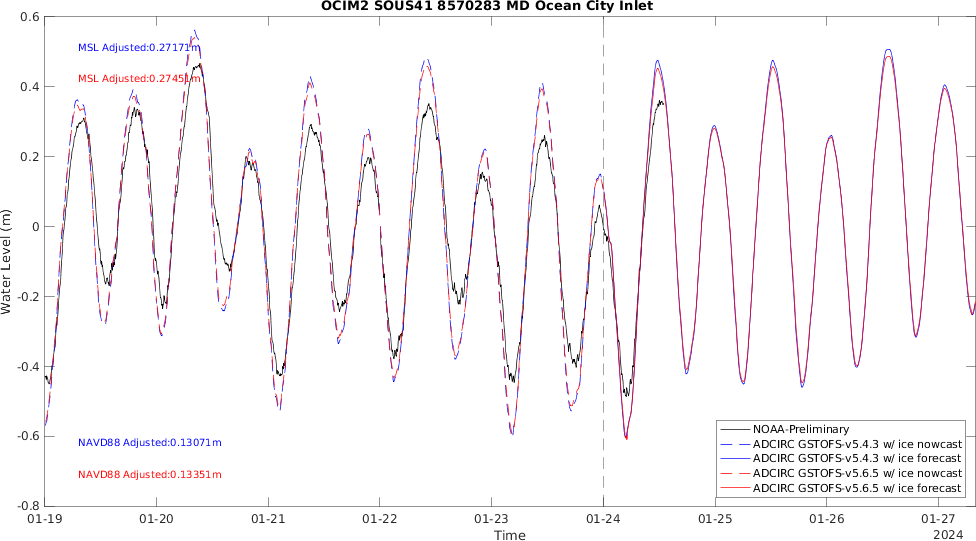 OCIM2 SOUS41 8570283 MD Ocean City Inlet
0.6
MSL Adjusted:0.27171m
MSL Adjusted:0.27451m
0.4
0.2
0
-0.2
-0.4
-0.6
-0.8
Water Level (m)
NAVD88 Adjusted:0.13071m
NAVD88 Adjusted:0.13351m
NOAA-Preliminary
ADCIRC GSTOFS-v5.4.3 w/ ice nowcast
ADCIRC GSTOFS-v5.4.3 w/ ice forecast
ADCIRC GSTOFS-v5.6.5 w/ ice nowcast
ADCIRC GSTOFS-v5.6.5 w/ ice forecast
01-19 01-20 01-21 01-22 01-23 01-24 01-25 01-26 01-27
Time
2024